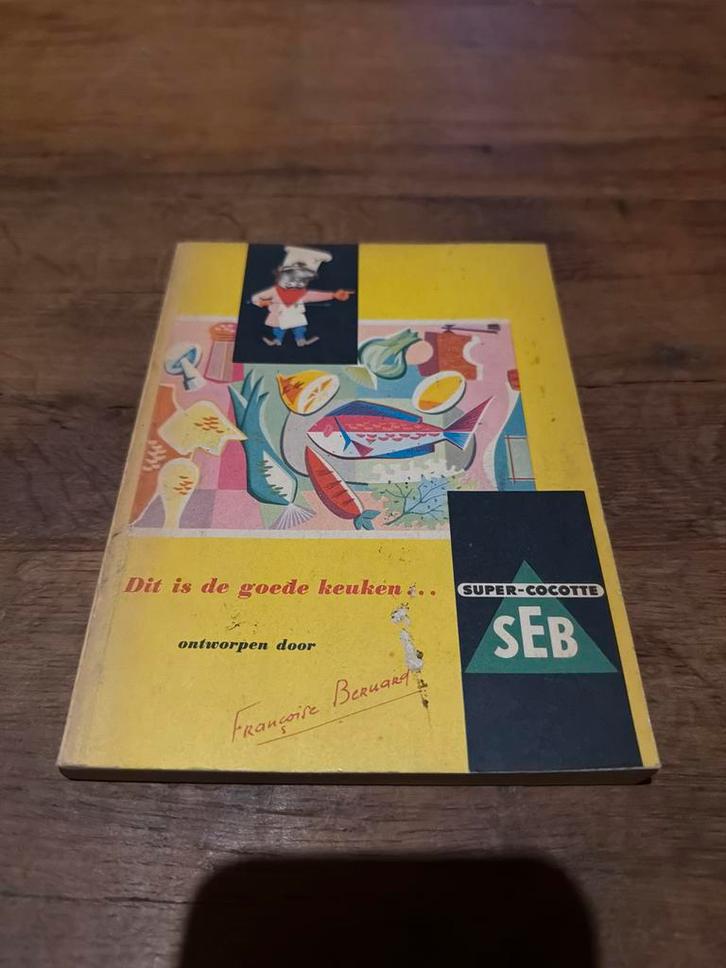 Dit is de goede keuken...
ontworpen door
Françoise Bernard
SUPER-COCOTTE
SEB